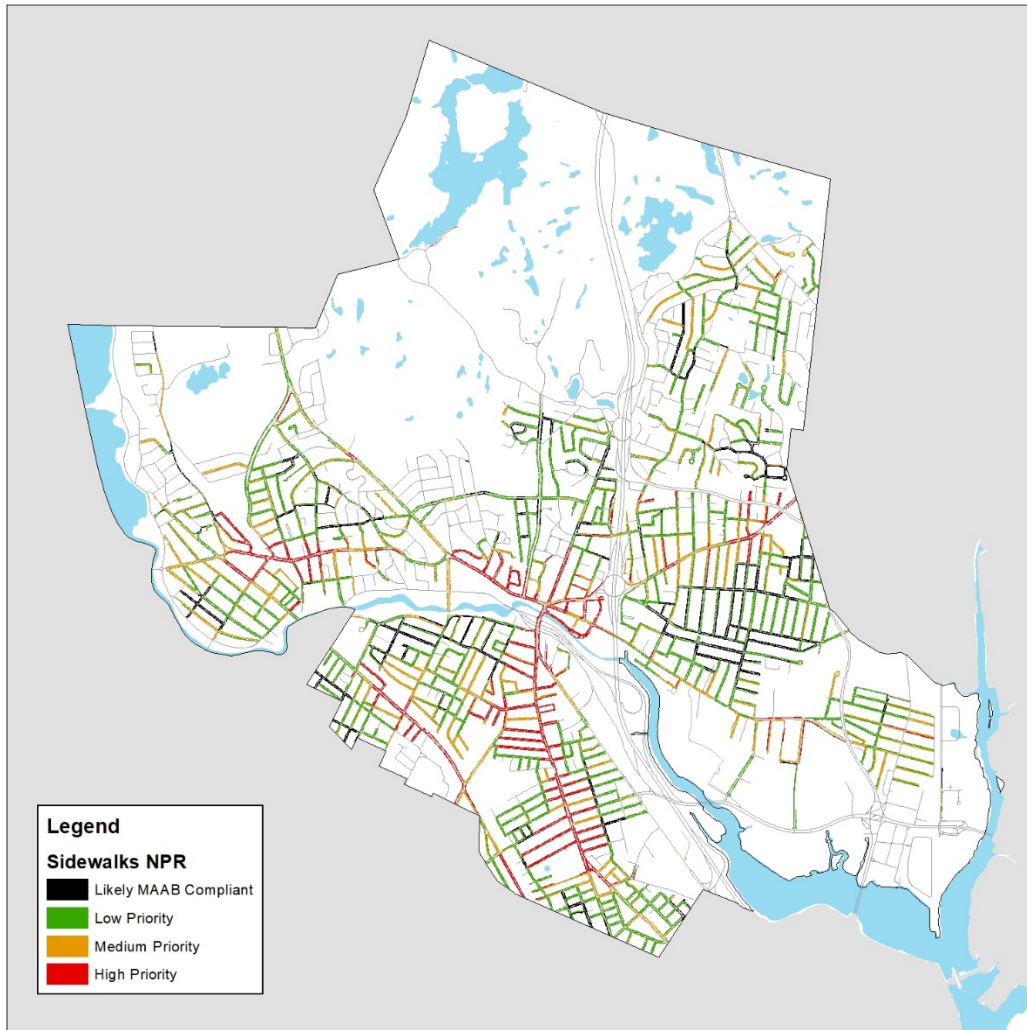 Legend
Sidewalks NPR
Likely MAAB Compliant
Low Priority
Medium Priority
High Priority